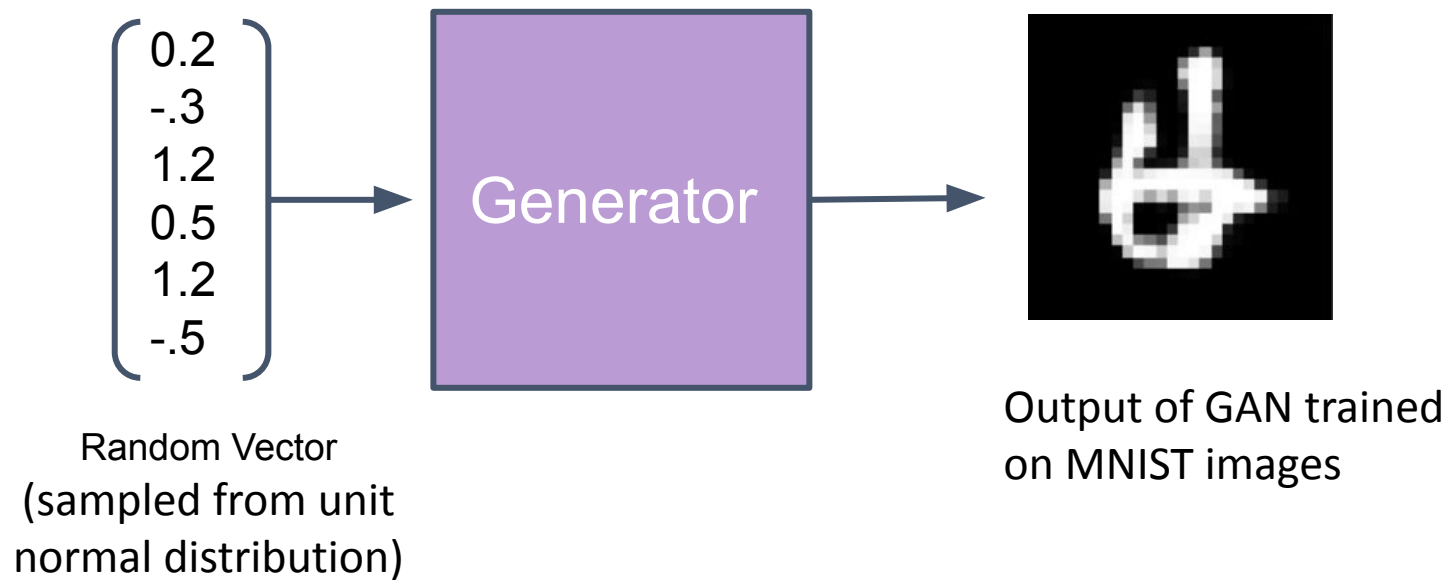 0.2
-.3
1.2
0.5
1.2
-.5
Generator
Random Vector
(sampled from unit
normal distribution)
Output of GAN trained
on MNIST images